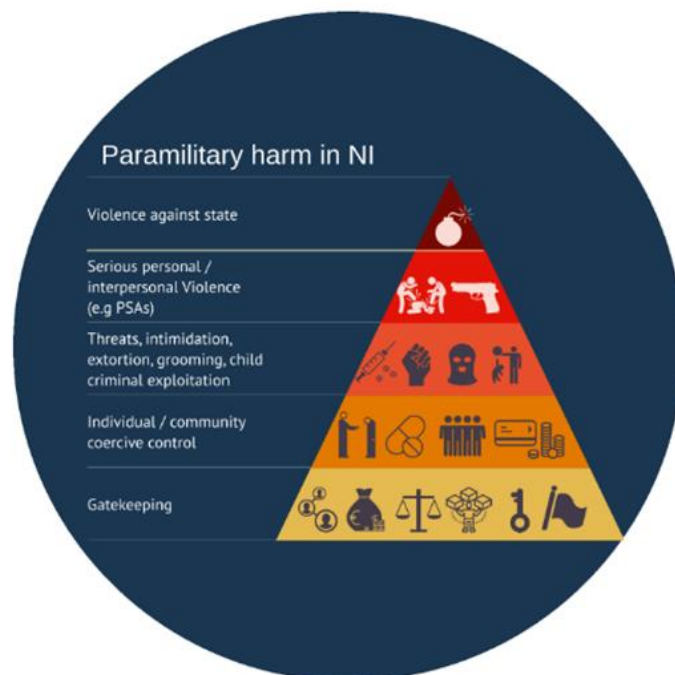 Paramilitary harm in NI
Violence against state
Serious personal /
interpersonal Violence
(e.g PSAs)
Threats, intimidation,
extortion, grooming, child
criminal exploitation
Individual / community
coercive control
Gatekeeping